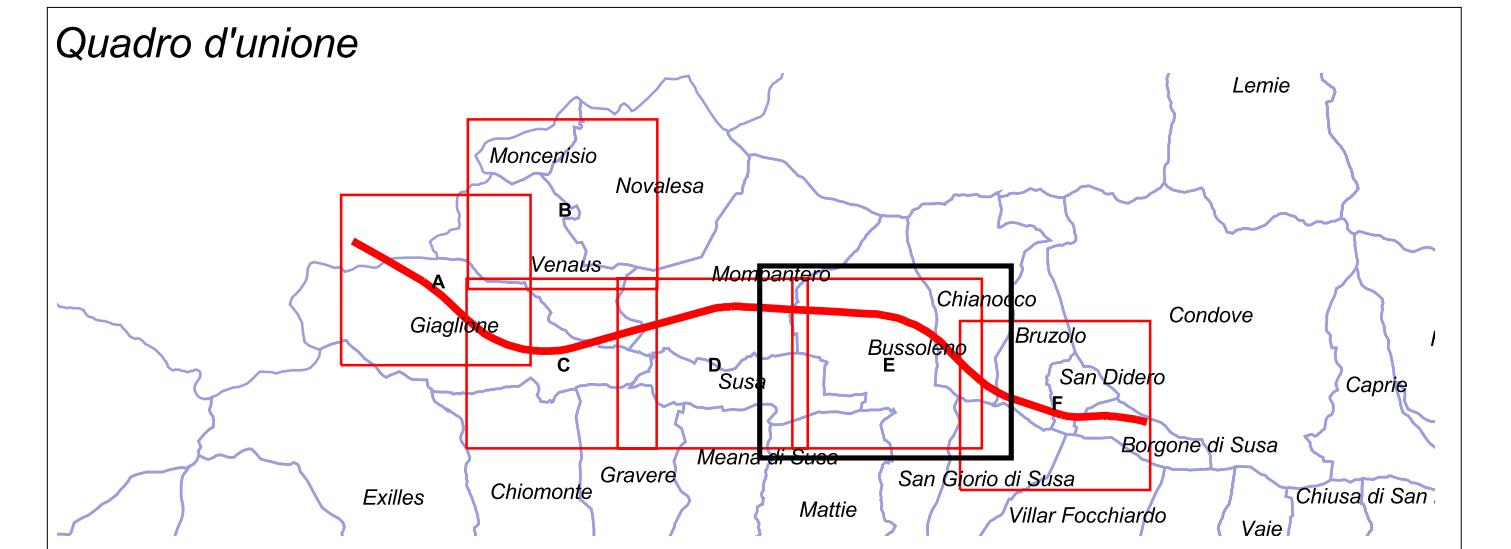 Quadro d'unione
Lemie
Moncenisio
Novalesa
B
Venaus
Mompantero
A
Chianocco
Giaglione
Condove
Bruzolo
Bussoleno
C
D
E
Susa
San Didero
Caprie
F
Borgone di Susa
Meana di Susa
Gravere
San Giorio di Susa
Exilles
Chiomonte
Mattie
Villar Focchiardo
Chiusa di San
Vaie